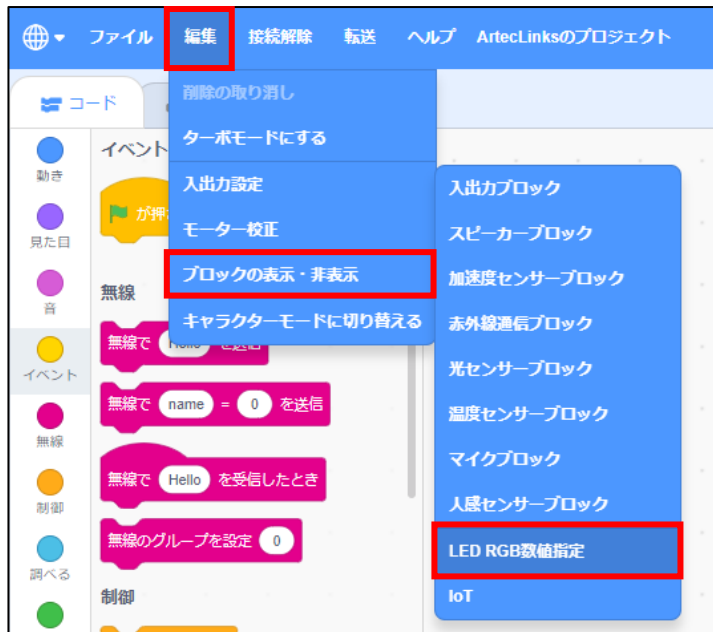 ファイル 編集 接続解除 転送 ヘルプ ArtecLinksのプロジェクト
コード
削除の取り消し
ターボモードにする
入出力設定
モーター校正
ブロックの表示・非表示
キャラクターモードに切り替える
入出力ブロック
スピーカーブロック
加速度センサーブロック
赤外線通信ブロック
光センサーブロック
温度センサーブロック
マイクブロック
人感センサーブロック
LED RGB数値指定
IoT
動き
見た目
音
イベント
無線
制御
調べる
イベント
が押
無線
無線で Hello を送信
無線で name = 0 を送信
無線で Hello を受信したとき
無線のグループを設定 0
制御